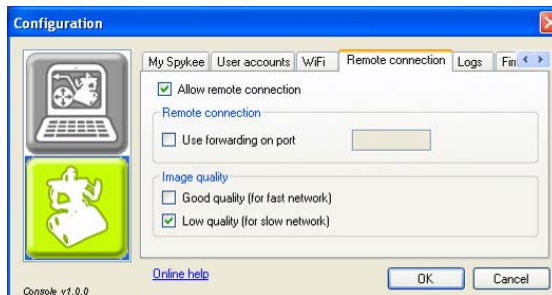 Configuration
My Spykee User accounts WiFi Remote connection Logs Fir
Allow remote connection
Remote connection
Use forwarding on port
Image quality
Good quality (for fast network)
Low quality (for slow network)
Online help
OK Cancel
Console v1.0.0